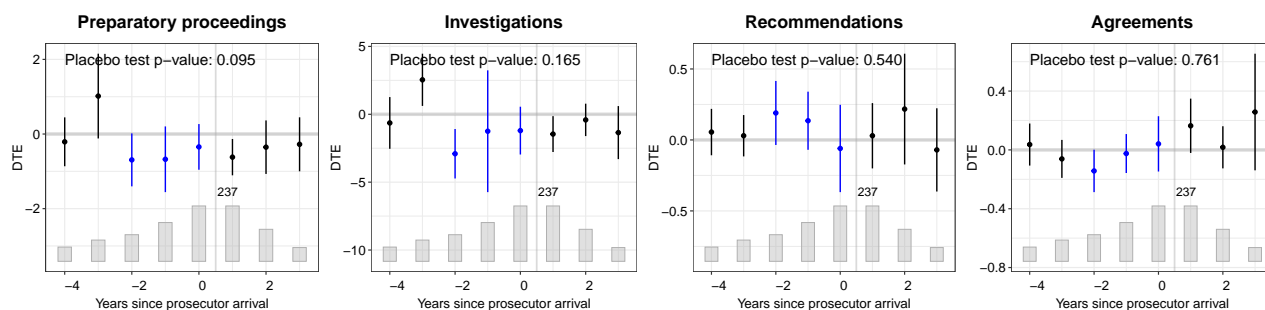 Preparatory proceedings
Placebo test p−value: 0.095
2
0
−2
DTE
237
−4 −2 0 2
Years since prosecutor arrival
Investigations
Placebo test p−value: 0.165
5
0
−5
−10
DTE
237
−4 −2 0 2
Years since prosecutor arrival
Recommendations
Placebo test p−value: 0.540
0.5
0.0
−0.5
DTE
237
−4 −2 0 2
Years since prosecutor arrival
Agreements
Placebo test p−value: 0.761
0.4
0.0
−0.4
−0.8
DTE
237
−4 −2 0 2
Years since prosecutor arrival